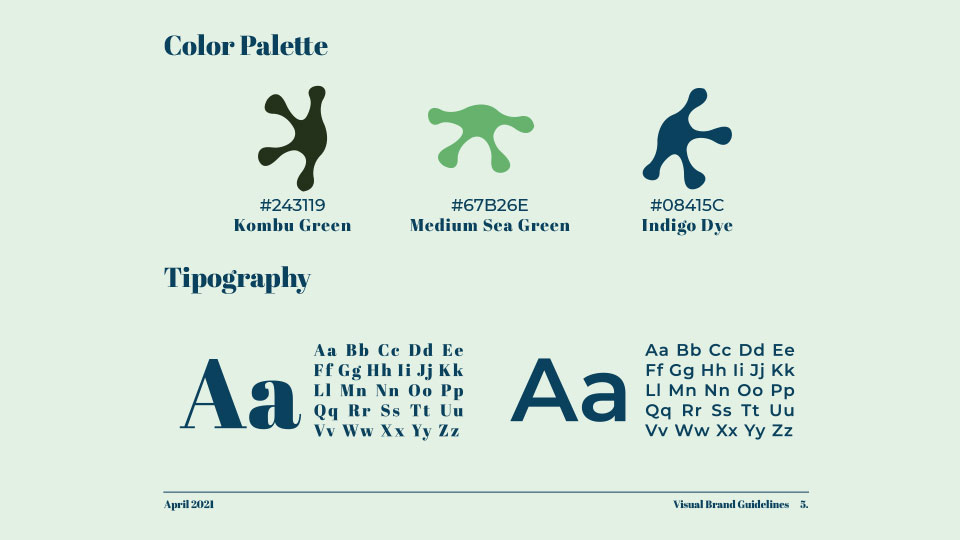 Color Palette
#243119
Kombu Green
#67B26E
Medium Sea Green
#08415C
Indigo Dye
Tipography
Aa
Aa Bb Cc Dd Ee
Ff Gg Hh Ii Jj Kk
Ll Mn Nn Oo Pp
Qq Rr Ss Tt Uu
Vv Ww Xx Yy Zz
Aa
Aa Bb Cc Dd Ee
Ff Gg Hh Ii Jj Kk
Ll Mn Nn Oo Pp
Qq Rr Ss Tt Uu
Vv Ww Xx Yy Zz
April 2021
Visual Brand Guidelines 5.